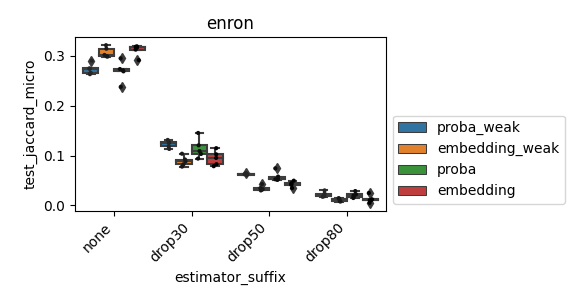 enron
test_jaccard_micro
0.3
0.2
0.1
0.0
none
drop30
drop50
drop80
estimator_suffix
proba_weak
embedding_weak
proba
embedding